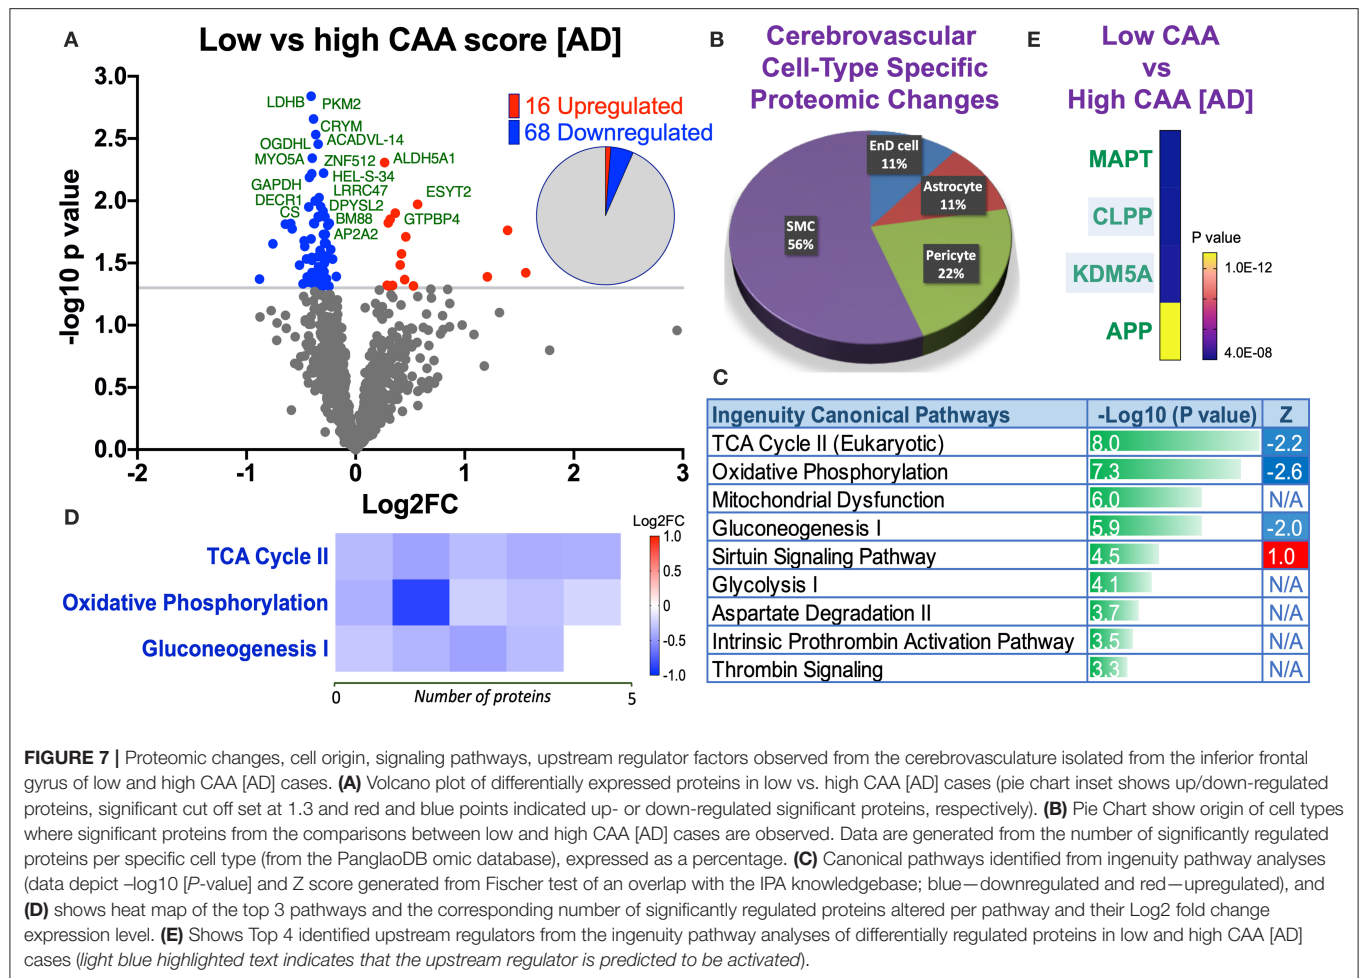 A
Low vs high CAA score [AD]
3.0
2.5
2.0
1.5
1.0
0.5
0.0
-log10 p value
-2
-1
0
1
2
3
Log2FC
LDHB
PKM2
CRYM
OGDHL
ACADVL-14
MYO5A
ZNF512
ALDH5A1
HEL-S-34
GAPDH
LRRC47
ESYT2
DECR1
DPYSL2
CS
BM88
GTPBP4
AP2A2
16 Upregulated
68 Downregulated
B
Cerebrovascular
Cell-Type Specific
Proteomic Changes
EnD cell
11%
Astrocyte
11%
SMC
56%
Pericyte
22%
E
Low CAA
vs
High CAA [AD]
MAPT
CLPP
KDM5A
APP
P value
1.0E-12
4.0E-08
C
Ingenuity Canonical Pathways -Log10 (P value) Z
TCA Cycle II (Eukaryotic) 8.0 -2.2
Oxidative Phosphorylation 7.3 -2.6
Mitochondrial Dysfunction 6.0 N/A
Gluconeogenesis I 5.9 -2.0
Sirtuin Signaling Pathway 4.5 1.0
Glycolysis I 4.1 N/A
Aspartate Degradation II 3.7 N/A
Intrinsic Prothrombin Activation Pathway 3.5 N/A
Thrombin Signaling 3.3 N/A
D
TCA Cycle II
Oxidative Phosphorylation
Gluconeogenesis I
0
Number of proteins
5
Log2FC
1.0
0.5
0
-0.5
-1.0
FIGURE 7 | Proteomic changes, cell origin, signaling pathways, upstream regulator factors observed from the cerebrovasculature isolated from the inferior frontal
gyrus of low and high CAA [AD] cases. (A) Volcano plot of differentially expressed proteins in low vs. high CAA [AD] cases (pie chart inset shows up/down-regulated
proteins, significant cut off set at 1.3 and red and blue points indicated up- or down-regulated significant proteins, respectively). (B) Pie Chart show origin of cell types
where significant proteins from the comparisons between low and high CAA [AD] cases are observed. Data are generated from the number of significantly regulated
proteins per specific cell type (from the PanglaoDB omic database), expressed as a percentage. (C) Canonical pathways identified from ingenuity pathway analyses
(data depict –log10 [P-value] and Z score generated from Fischer test of an overlap with the IPA knowledgebase; blue—downregulated and red—upregulated), and
(D) shows heat map of the top 3 pathways and the corresponding number of significantly regulated proteins altered per pathway and their Log2 fold change
expression level. (E) Shows Top 4 identified upstream regulators from the ingenuity pathway analyses of differentially regulated proteins in low and high CAA [AD]
cases (light blue highlighted text indicates that the upstream regulator is predicted to be activated).